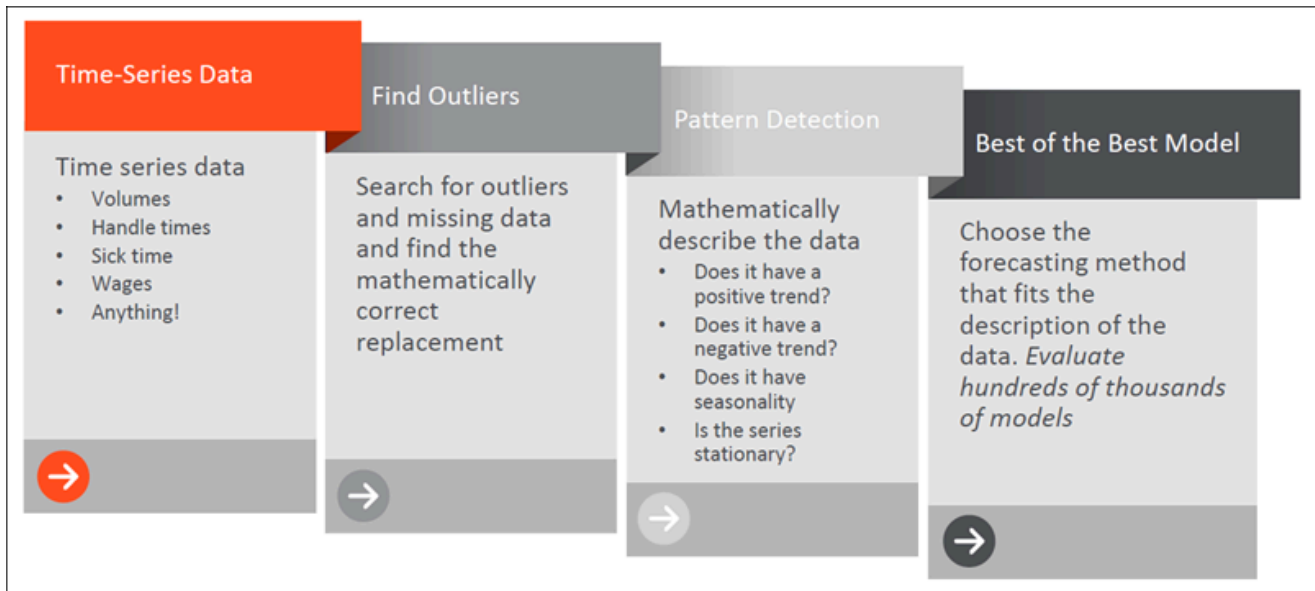 Time-Series Data
Time series data
• Volumes
• Handle times
• Sick time
• Wages
• Anything!
Find Outliers
Search for outliers
and missing data
and find the
mathematically
correct
replacement
Pattern Detection
Mathematically
describe the data
• Does it have a
positive trend?
• Does it have a
negative trend?
• Does it have
seasonality
• Is the series
stationary?
Best of the Best Model
Choose the
forecasting method
that fits the
description of the
data. Evaluate
hundreds of thousands
of models